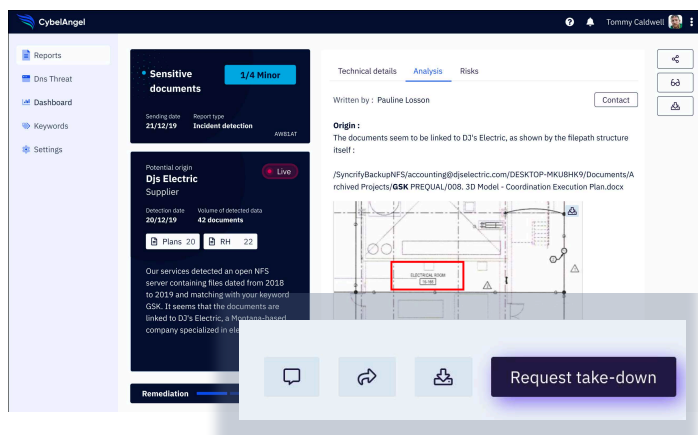 CybelAngel
Tommy Caldwell
Reports
Dns Threat
Dashboard
Keywords
Settings
Sensitive
documents
1/4 Minor
Sending date Report type
21/12/19 Incident detection
AW81AT
Potential origin
Djs Electric
Supplier
Live
Detection date Volume of detected data
20/12/19 42 documents
Plans 20 RH 22
Our services detected an open NFS
server containing files dated from 2018
to 2019 and matching with your keyword
GSK. It seems that the documents are
linked to DJ's Electric, a Montana-based
company specialized in
Remediation
Technical details Analysis Risks
Written by : Pauline Losson
Contact
Origin :
The documents seem to be linked to DJ's Electric, as shown by the filepath structure
itself :
/SyncrifyBackupNFS/accounting@djselectric.com/DESKTOP-MKU8HK9/Documents/A
rchived Projects/GSK PREQUAL/008. 3D Model - Coordination Execution Plan.docx
ELECTRICAL ROOM
Request take-down